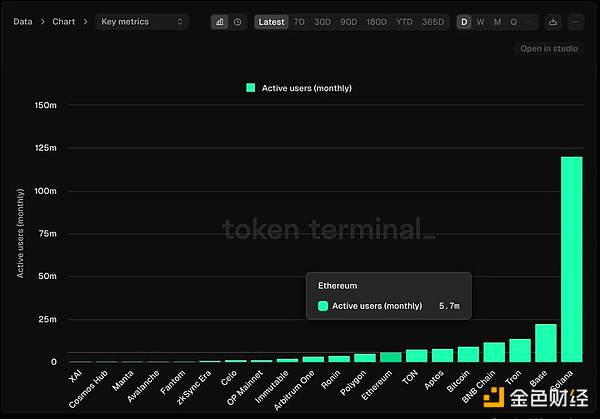 Data > Chart > Key metrics
Latest 7D 30D 90D 180D YTD 365D
D W M Q
Open in studio
Active users (monthly)
150m
125m
100m
75m
50m
25m
0
Active users (monthly)
token terminal_
Ethereum
Active users (monthly) 5.7m
XAI
Cosmos Hub
Manta
Avalanche
Fantom
zkSync Era
Celo
OP Mainnet
Immutable
Arbitrum One
Ronin
Polygon
Ethereum
TON
Aptos
Bitcoin
BNB Chain
Tron
Base
Solana
金色财经